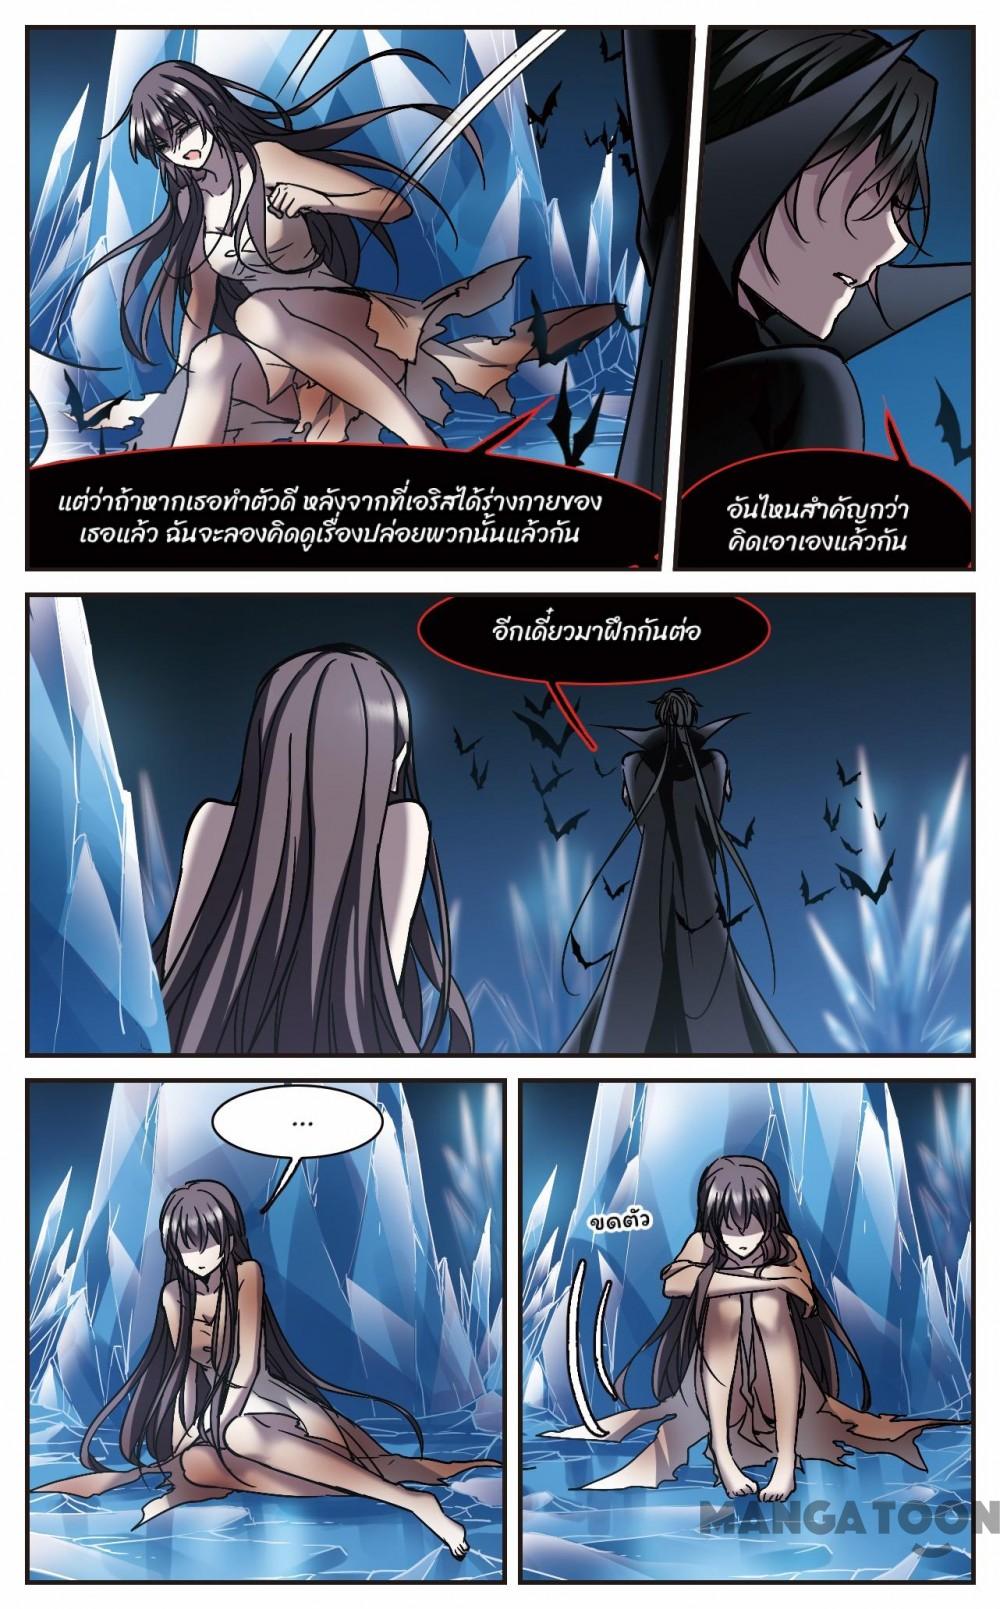 แต่ว่าถ้าหากเธอทำตัวดี หลังจากที่เอริสได้ร่างกายของ
เธอแล้ว ฉันจะลองคิดดูเรื่องปล่อยพวกนั้นแล้วกัน
อันไหนสำคัญกว่า
คิดเอาเองแล้วกัน
อีกเดี๋ยวมาฝึกกันต่อ
...
ขดตัว
MANGATOON